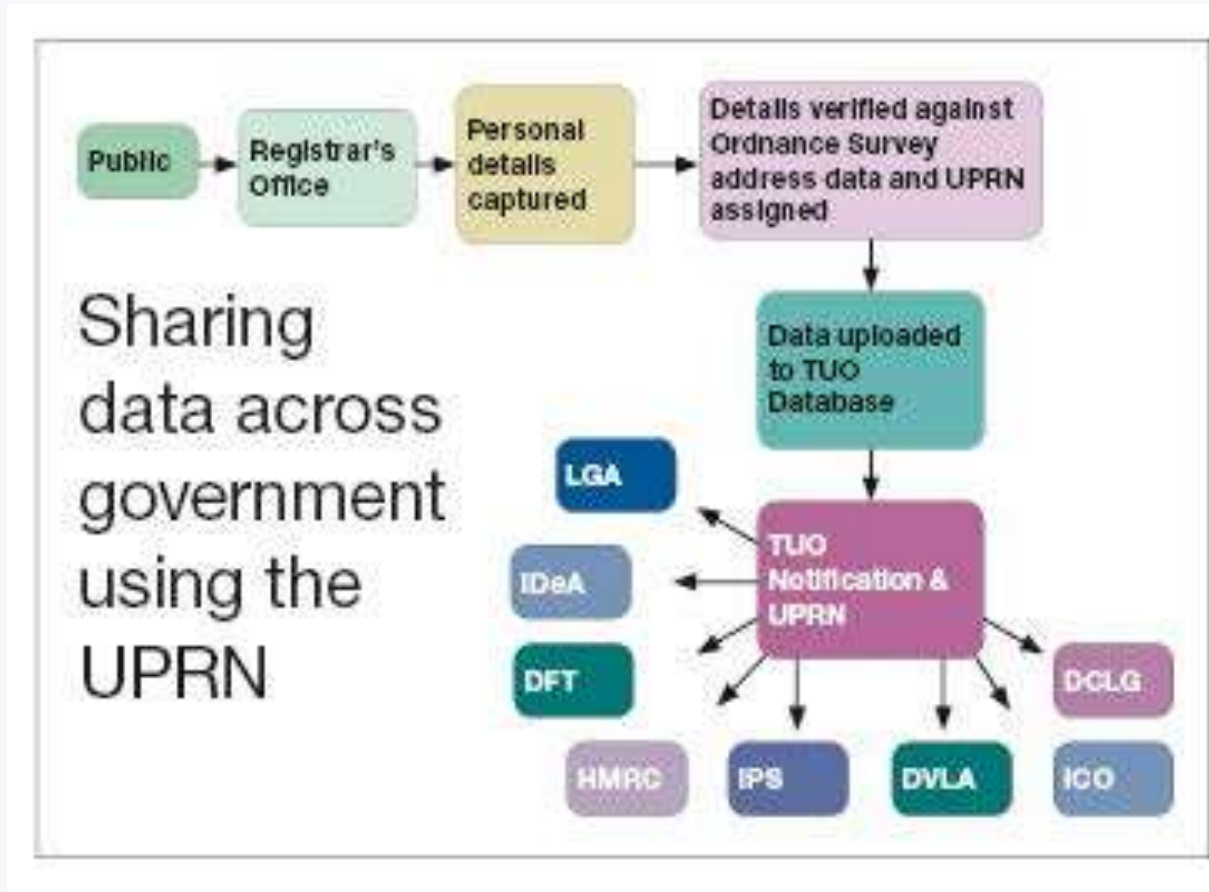 Public
Registrar's
Office
Personal
details
captured
Details verified against
Ordnance Survey
address data and UPRN
assigned
Sharing
data across
government
using the
UPRN
Data uploaded
to TUO
Database
TUO
Notification &
UPRN
LGA
IDeA
DFT
HMRC
IPS
DVLA
ICO
DCLG